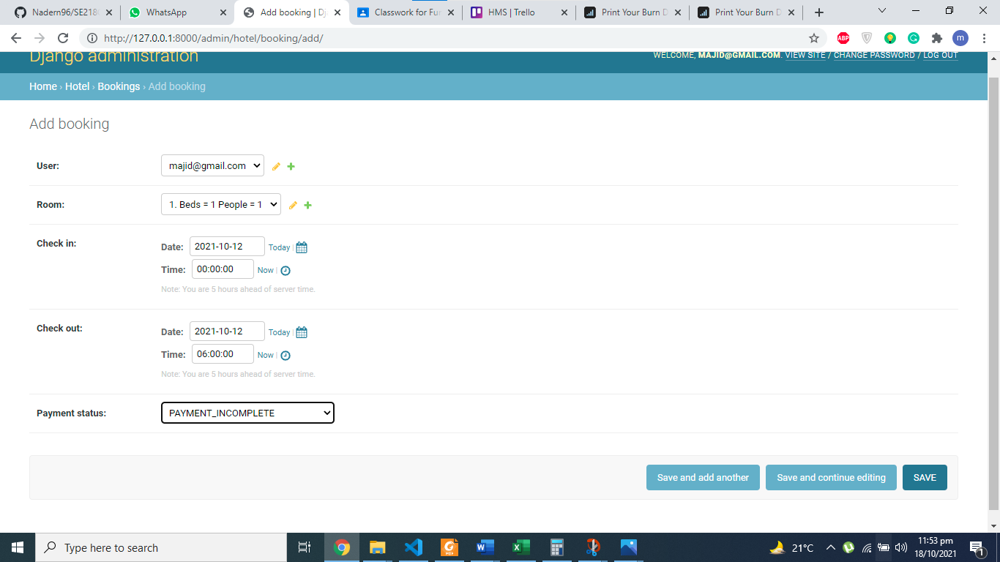 Nadern96/SE218
WhatsApp
Add booking | Dj
Classwork for Fun
HMS | Trello
Print Your Burn D
Print Your Burn D
http://127.0.0.1:8000/admin/hotel/booking/add/
ABP
m
Django administration
WELCOME, MAJID@GMAIL.COM. VIEW SITE / CHANGE PASSWORD / LOG OUT
Home › Hotel › Bookings › Add booking
Add booking
User: majid@gmail.com
Room: 1. Beds = 1 People = 1
Check in: Date: 2021-10-12 Today |
Time: 00:00:00 Now |
Note: You are 5 hours ahead of server time.
Check out: Date: 2021-10-12 Today |
Time: 06:00:00 Now |
Note: You are 5 hours ahead of server time.
Payment status: PAYMENT_INCOMPLETE
Save and add another Save and continue editing SAVE
Type here to search
21°C
11:53 pm
18/10/2021
1